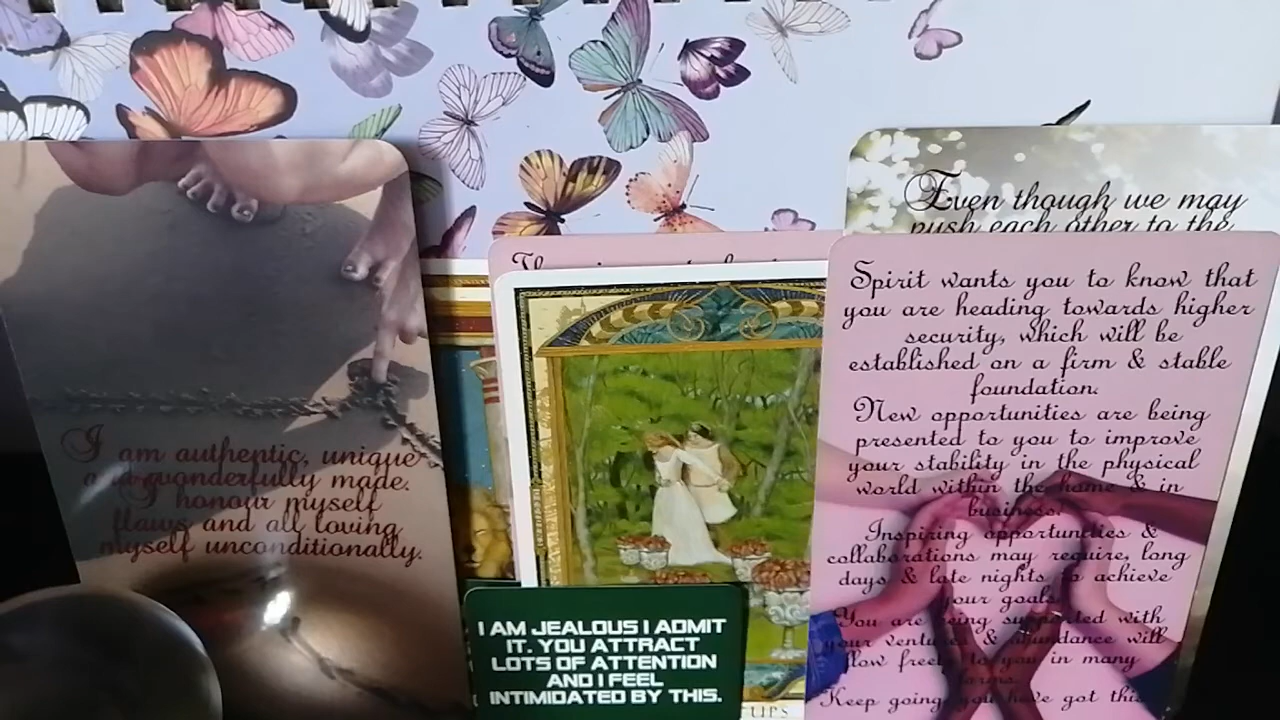 I am authentic, unique
wonderfully made.
I honour myself
flaws and all loving
myself unconditionally.
I AM JEALOUS I ADMIT
IT. YOU ATTRACT
LOTS OF ATTENTION
AND I FEEL
INTIMIDATED BY THIS.
UPS
Even though we may
push each other to the
Spirit wants you to know that
you are heading towards higher
security, which will be
established on a firm & stable
foundation.
New opportunities are being
presented to you to improve
your stability in the physical
world within the home & in
business.
Inspiring opportunities &
collaborations may require, long
days & late nights to achieve
your goals.
You are being supported with
your ventures & abundance will
flow freely to you in many
forms.
Keep going you have got this